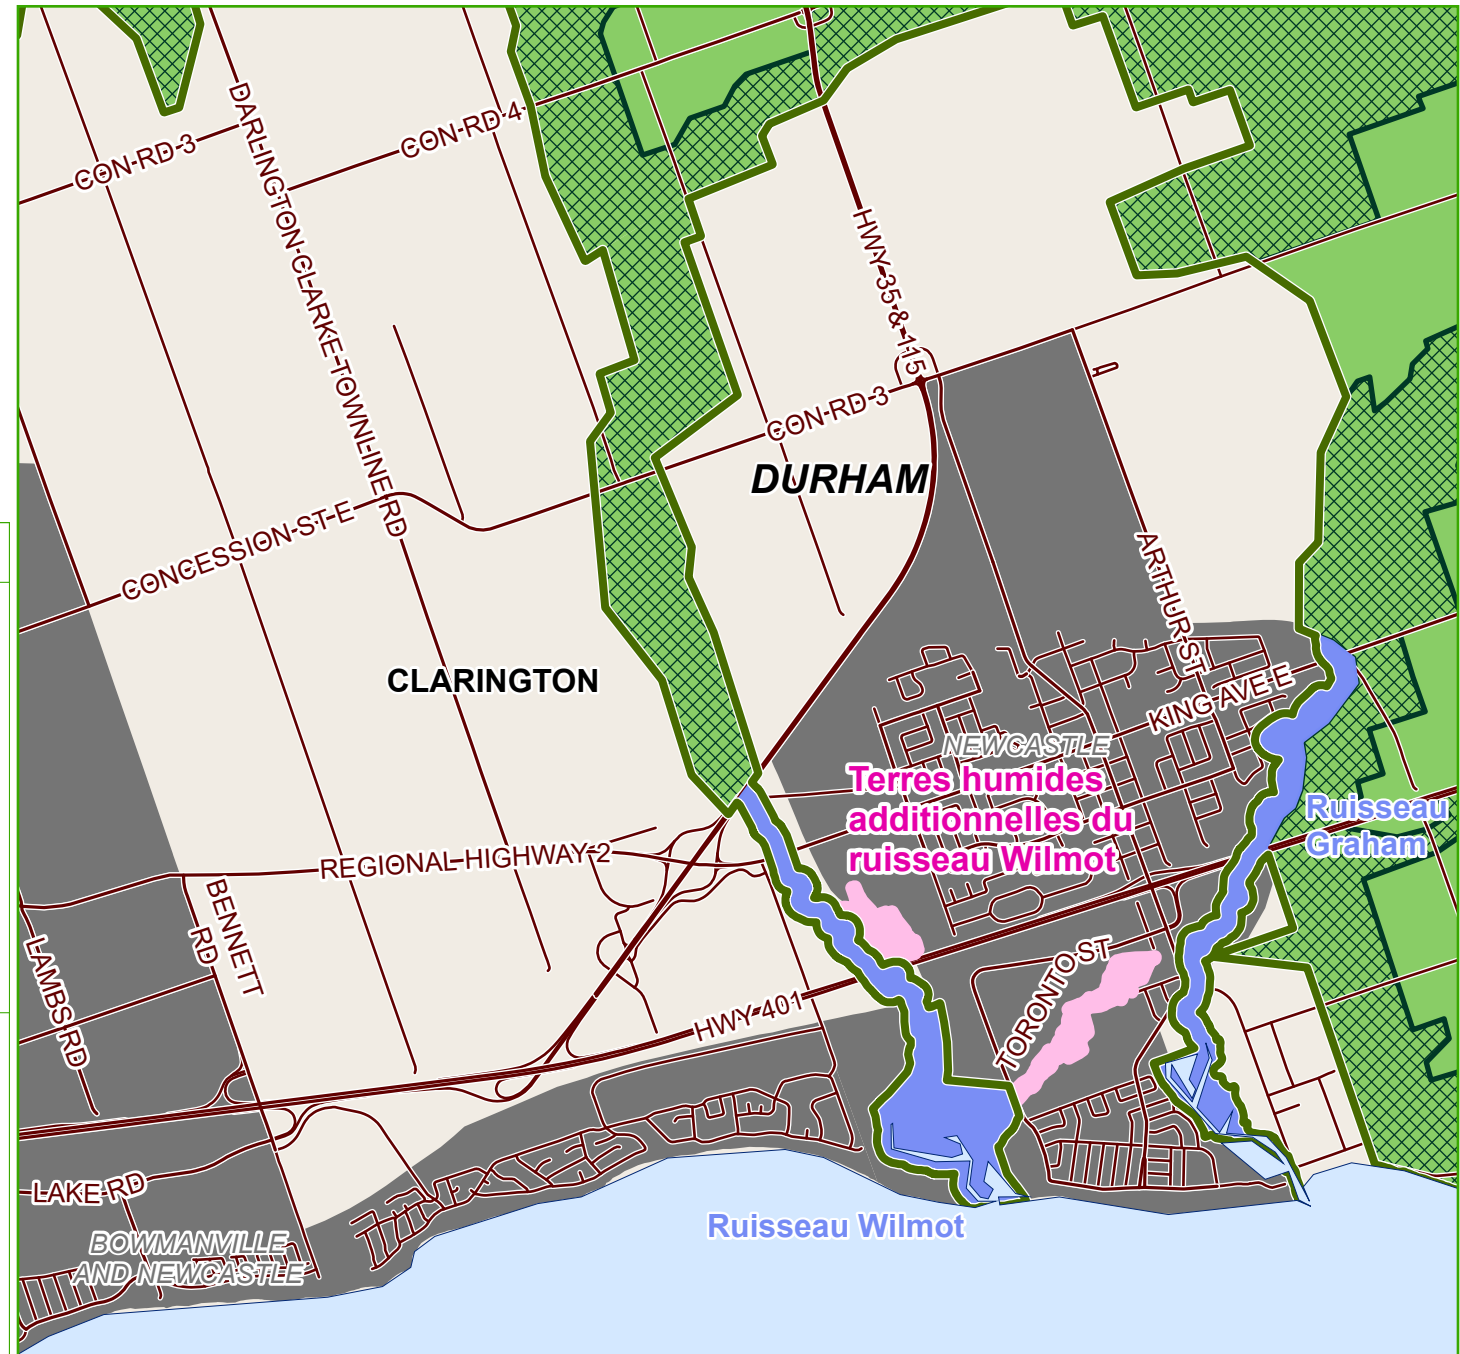 CON RD 3
DARLINGTON-CLARKE TOWNLINE RD
CON RD 4
HWY 35 & 115
CON RD 3
DURHAM
CONCESSION ST E
ARTHUR ST
CLARINGTON
KING AVE E
NEWCASTLE
Terres humides
additionnelles du
ruisseau Wilmot
Ruisseau
Graham
REGIONAL HIGHWAY 2
BENNETT
RD
LAMBS RD
TORONTO ST
HWY 401
LAKE RD
Ruisseau Wilmot
BOWMANVILLE
AND NEWCASTLE